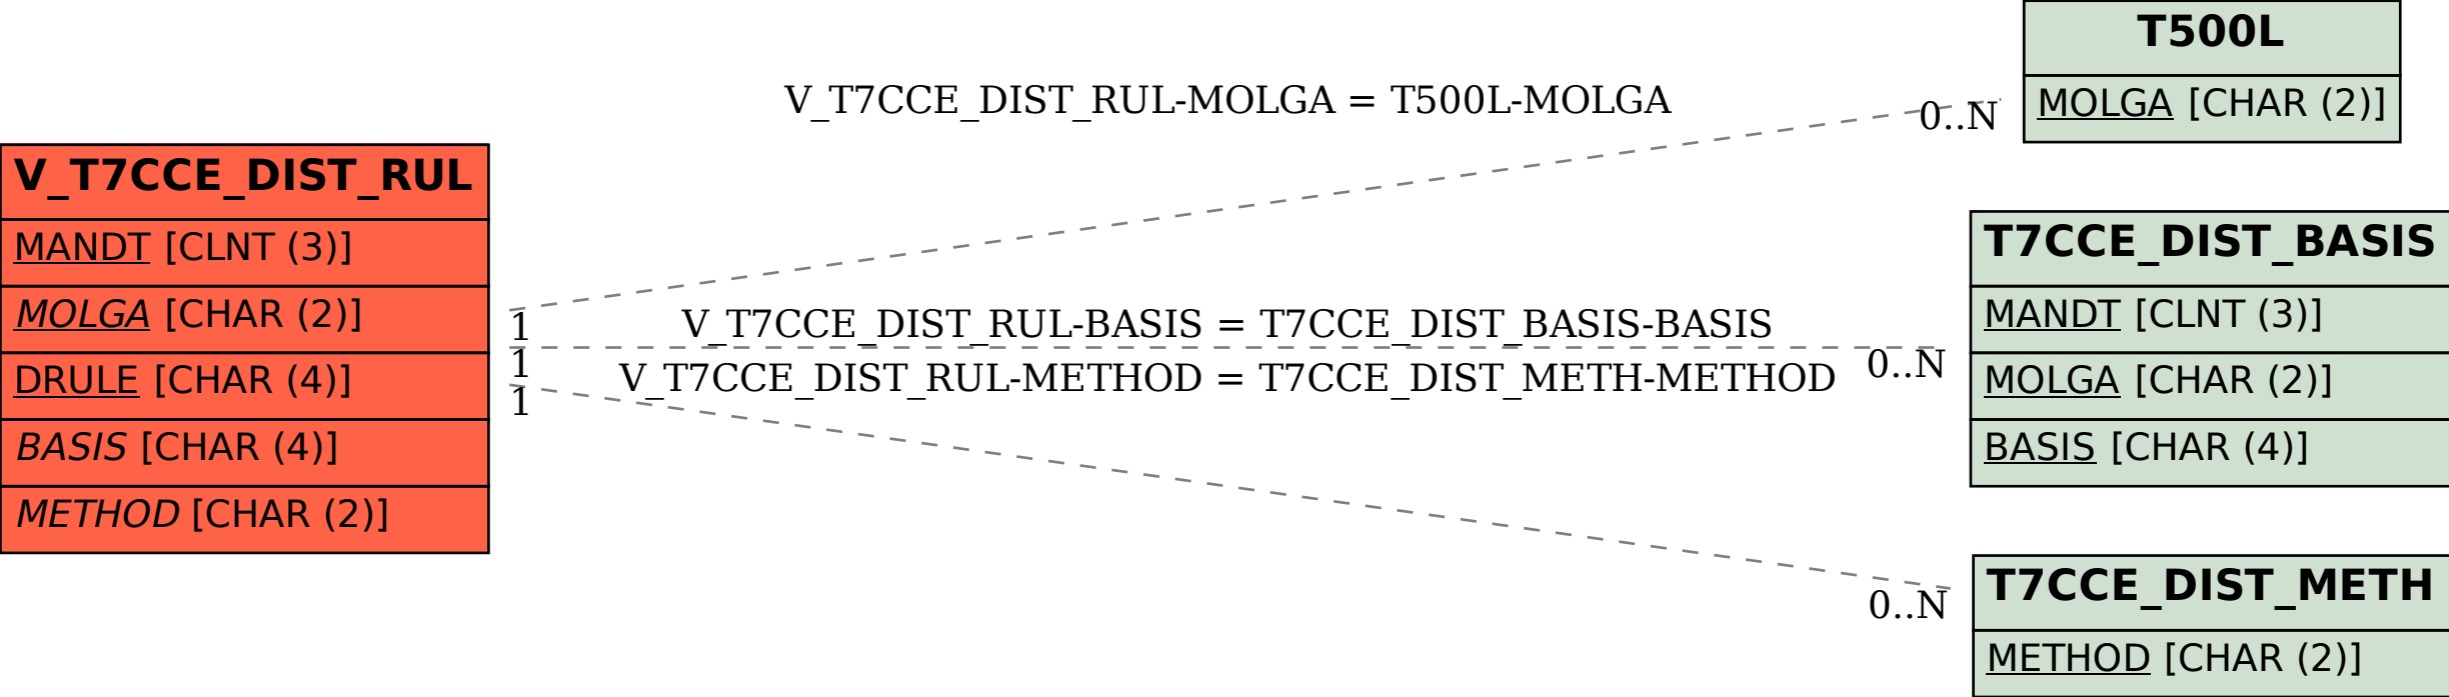 V_T7CCE_DIST_RUL
MANDT [CLNT (3)]
MOLGA [CHAR (2)]
DRULE [CHAR (4)]
BASIS [CHAR (4)]
METHOD [CHAR (2)]
V_T7CCE_DIST_RUL-MOLGA = T500L-MOLGA
0..N
1
V_T7CCE_DIST_RUL-BASIS = T7CCE_DIST_BASIS-BASIS
1
0..N
V_T7CCE_DIST_RUL-METHOD = T7CCE_DIST_METH-METHOD
1
0..N
T500L
MOLGA [CHAR (2)]
T7CCE_DIST_BASIS
MANDT [CLNT (3)]
MOLGA [CHAR (2)]
BASIS [CHAR (4)]
T7CCE_DIST_METH
METHOD [CHAR (2)]